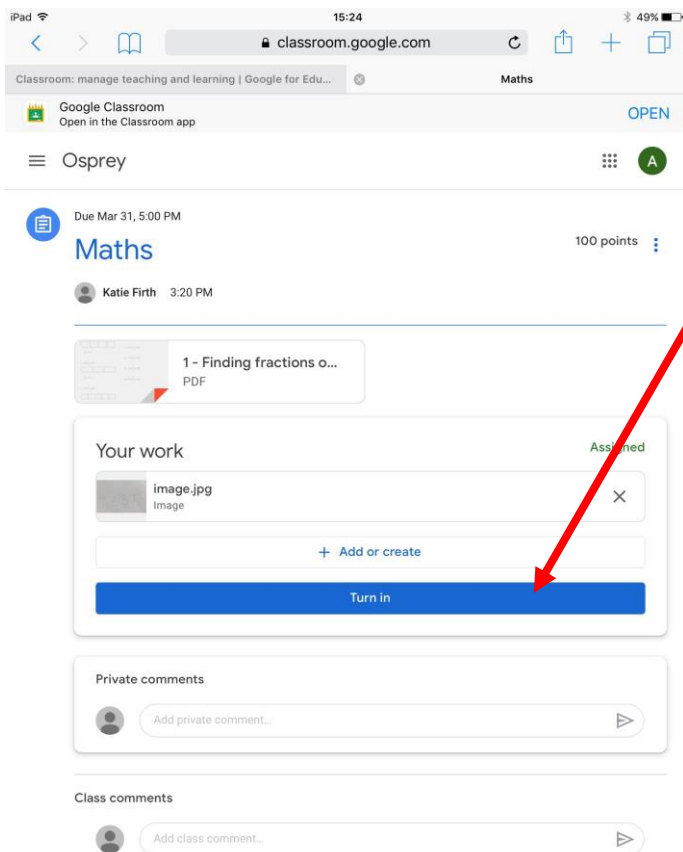 iPad 15:24 49%
classroom.google.com
Classroom: manage teaching and learning | Google for Edu... Maths
Google Classroom
Open in the Classroom app
OPEN
Osprey A
Due Mar 31, 5:00 PM
Maths 100 points
Katie Firth 3:20 PM
1 - Finding fractions o...
PDF
Your work Assigned
TEST
image.jpg
Image
+ Add or create
Turn in
Private comments
Add private comment...
Class comments
Add class comment...